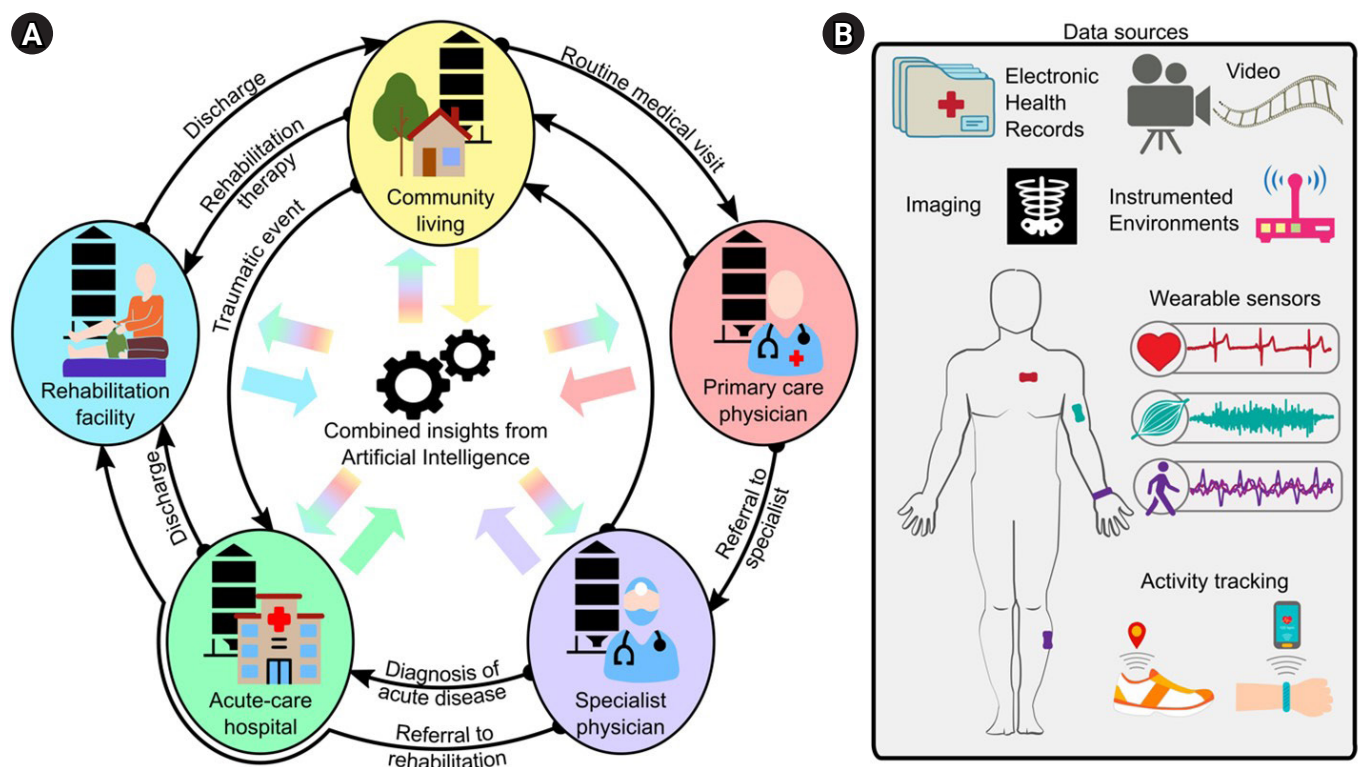 A
Discharge
Rehabilitation
therapy
Traumatic event
Routine medical visit
Community
living
Rehabilitation
facility
Primary care
physician
Combined insights from
Artificial Intelligence
Discharge
Referral to
specialist
Acute-care
hospital
Diagnosis of
acute disease
Specialist
physician
Referral to
rehabilitation
B
Data sources
Electronic
Health
Records
Video
Imaging
Instrumented
Environments
Wearable sensors
Activity tracking